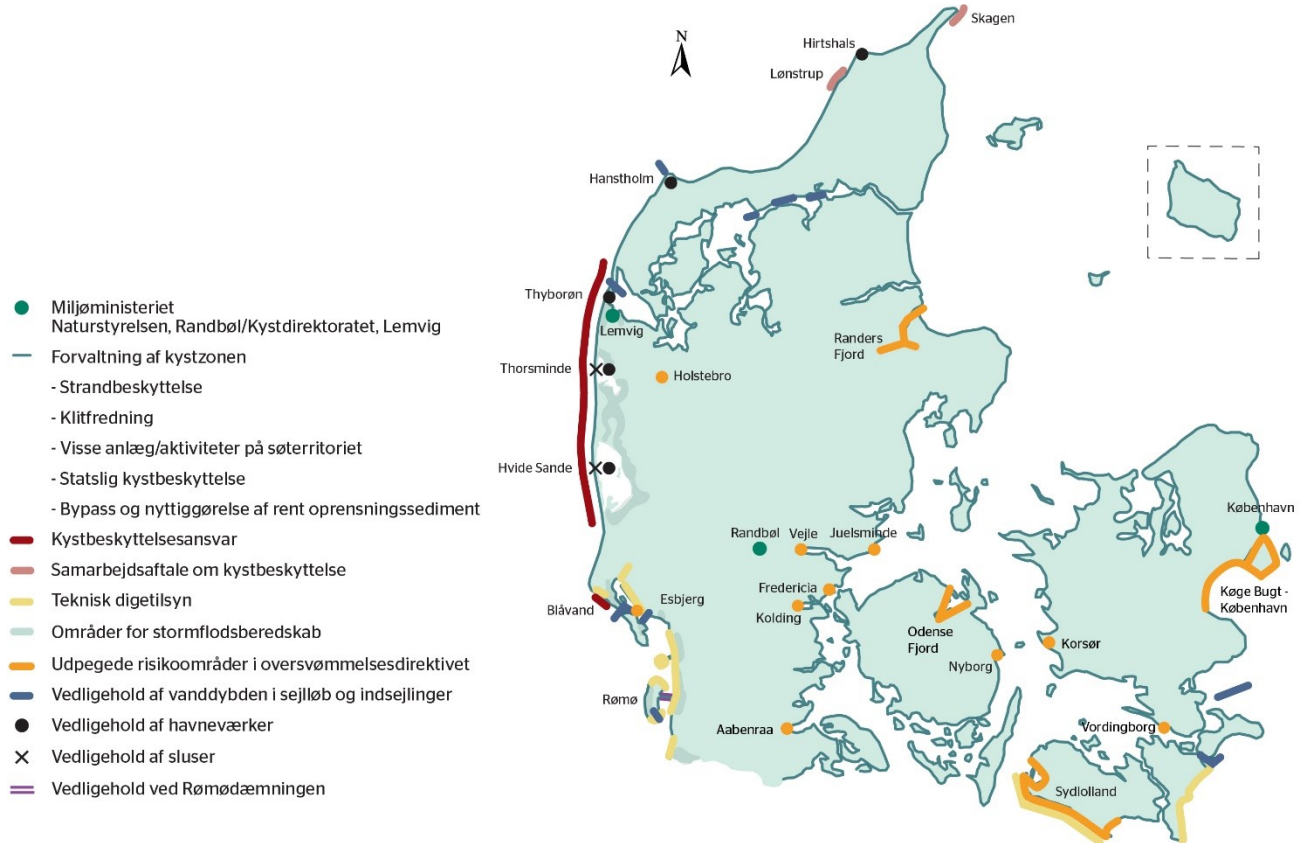 Miljøministeriet
Naturstyrelsen, Randbøl/Kystdirektoratet, Lemvig
Forvaltning af kystzonen
- Strandbeskyttelse
- Klitfredning
- Visse anlæg/aktiviteter på søterritoriet
- Statslig kystbeskyttelse
- Bypass og nyttiggørelse af rent oprensningssediment
Kystbeskyttelsesansvar
Samarbejdsaftale om kystbeskyttelse
Teknisk digetilsyn
Områder for stormflodsberedskab
Udpegede risikoområder i oversvømmelsesdirektivet
Vedligehold af vanddybden i sejlløb og indsejlinger
Vedligehold af havneværker
Vedligehold af sluser
Vedligehold ved Rømødæmningen
N
Skagen
Hirtshals
Lønstrup
Hanstholm
Thyborøn
Lemvig
Randers
Fjord
Thorsminde
Holstebro
Hvide Sande
København
Randbøl
Vejle
Juelsminde
Fredericia
Køge Bugt -
København
Esbjerg
Blåvand
Kolding
Odense
Fjord
Korsør
Nyborg
Rømø
Aabenraa
Vordingborg
Sydlolland